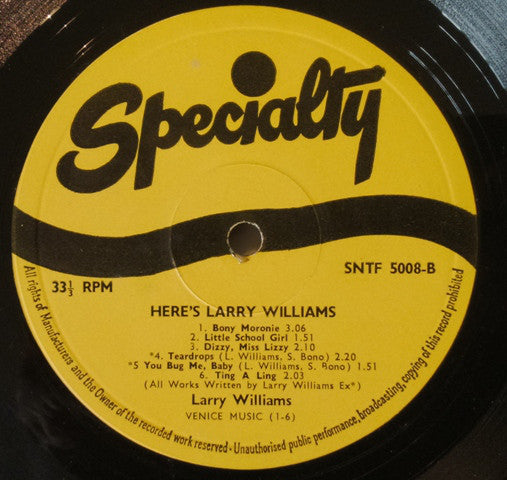 Specialty
33⅓ RPM
SNTF 5008-B
HERE'S LARRY WILLIAMS
1. Bony Moronie 3.06
2. Little School Girl 1.51
3. Dizzy, Miss Lizzy 2.10
*4. Teardrops (L. Williams, S. Bono) 2.20
*5 You Bug Me, Baby (L. Williams, S. Bono) 1.51
6. Ting A Ling 2.03
(All Works Written by Larry Williams Ex*)
Larry Williams
VENICE MUSIC (1-6)
All rights of Manufacturers and the Owner of the recorded work reserved - Unauthorised public performance, broadcasting, copying of this record prohibited